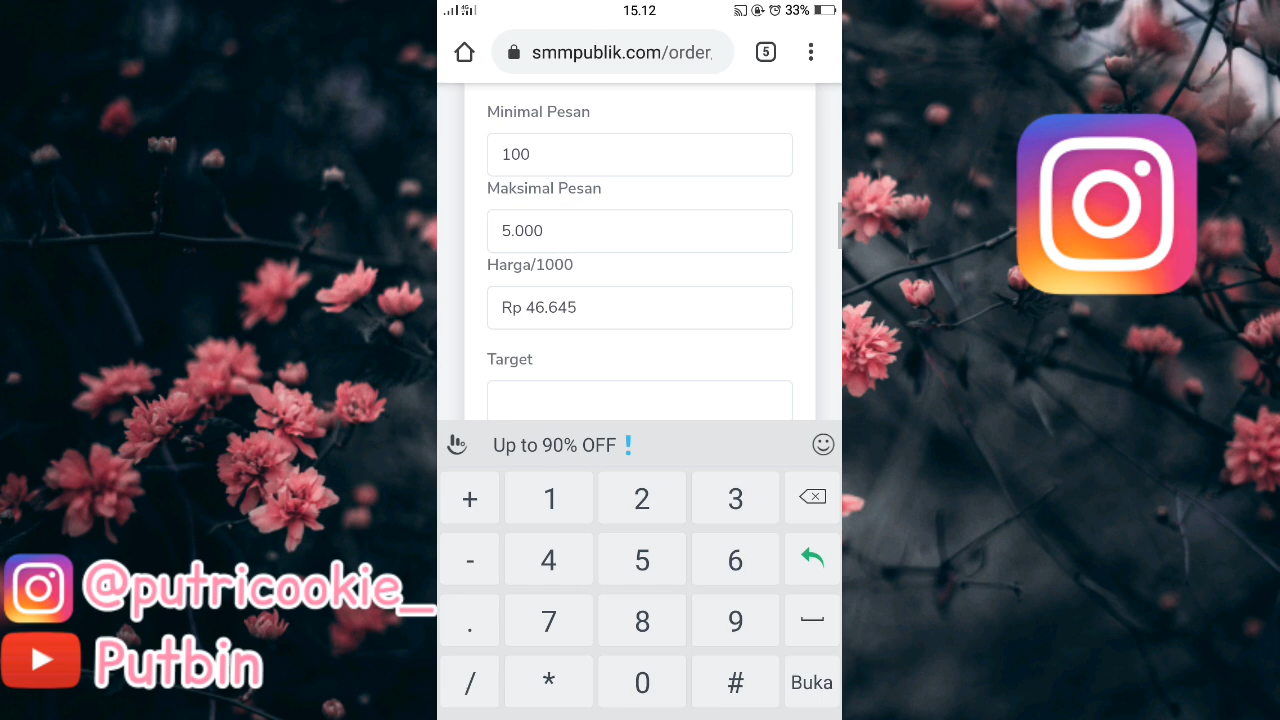 15.12
33%
smmpublik.com/order
5
Minimal Pesan
100
Maksimal Pesan
5.000
Harga/1000
Rp 46.645
Target
Up to 90% OFF❗
+ 1 2 3
- 4 5 6
. 7 8 9
/ * 0 # Buka
@putricookie_
Putbin